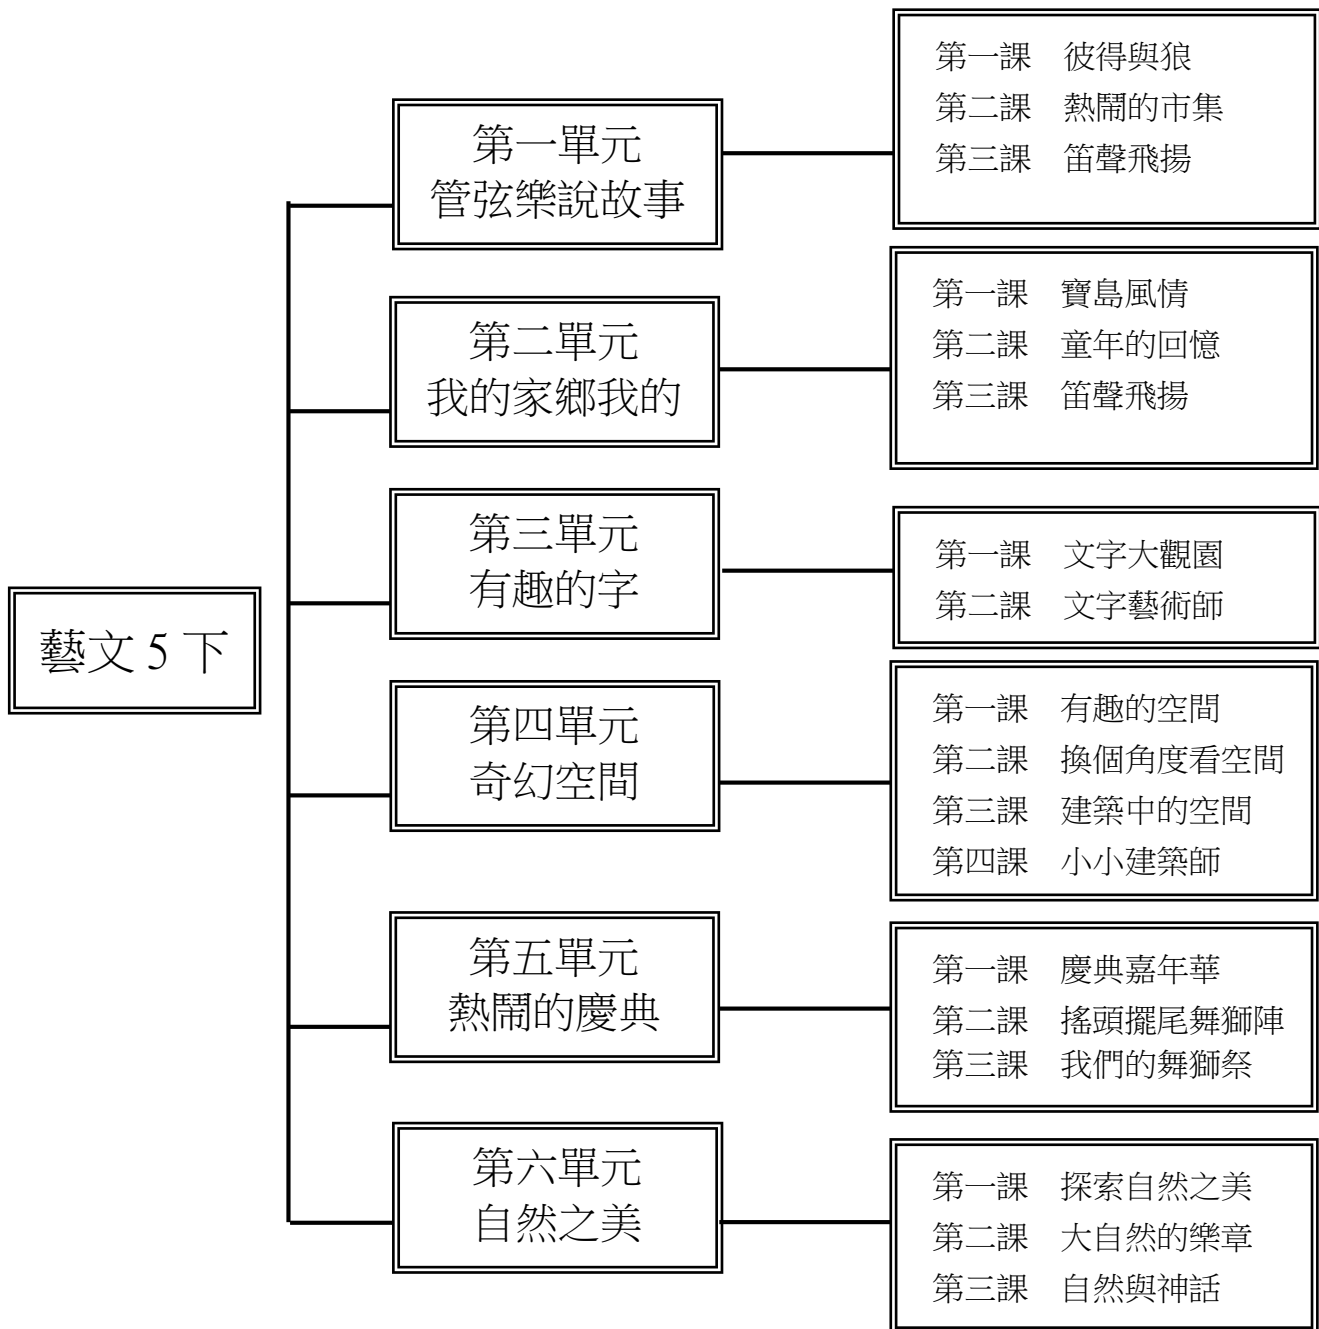 藝文 5 下
第一單元
管弦樂說故事
第一課 彼得與狼
第二課 熱鬧的市集
第三課 笛聲飛揚
第二單元
我的家鄉我的
第一課 寶島風情
第二課 童年的回憶
第三課 笛聲飛揚
第三單元
有趣的字
第一課 文字大觀園
第二課 文字藝術師
第四單元
奇幻空間
第一課 有趣的空間
第二課 換個角度看空間
第三課 建築中的空間
第四課 小小建築師
第五單元
熱鬧的慶典
第一課 慶典嘉年華
第二課 搖頭擺尾舞獅陣
第三課 我們的舞獅祭
第六單元
自然之美
第一課 探索自然之美
第二課 大自然的樂章
第三課 自然與神話